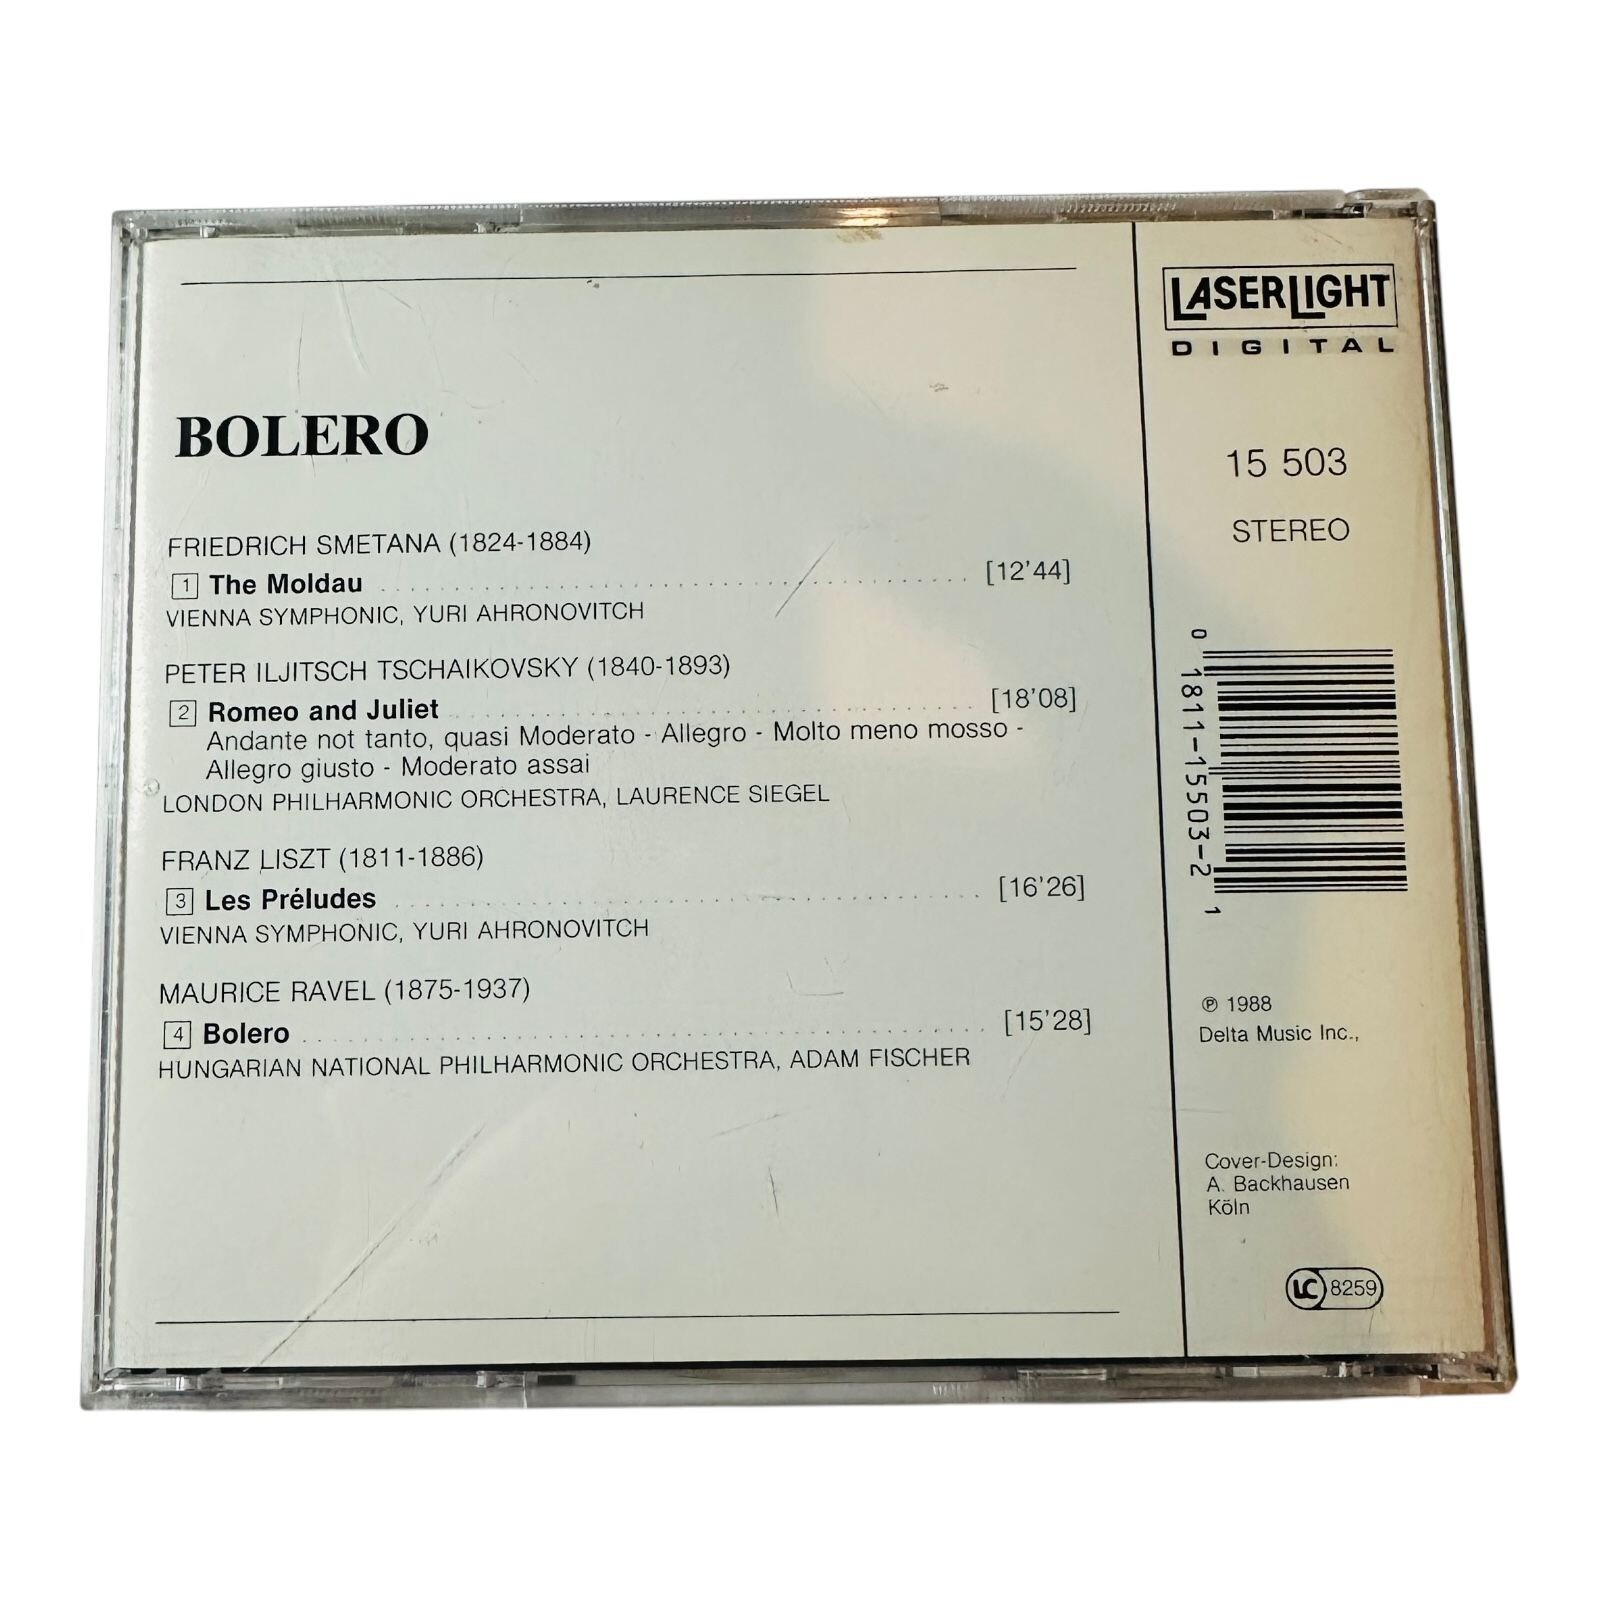 BOLERO
FRIEDRICH SMETANA (1824-1884)
1 The Moldau [12'44]
VIENNA SYMPHONIC, YURI AHRONOVITCH
PETER ILJITSCH TSCHAIKOVSKY (1840-1893)
2 Romeo and Juliet [18'08]
Andante not tanto, quasi Moderato - Allegro - Molto meno mosso -
Allegro giusto - Moderato assai
LONDON PHILHARMONIC ORCHESTRA, LAURENCE SIEGEL
FRANZ LISZT (1811-1886)
3 Les Préludes [16'26]
VIENNA SYMPHONIC, YURI AHRONOVITCH
MAURICE RAVEL (1875-1937)
4 Bolero [15'28]
HUNGARIAN NATIONAL PHILHARMONIC ORCHESTRA, ADAM FISCHER
LASERLIGHT
DIGITAL
15 503
STEREO
0 1811-15503-2 1
℗ 1988
Delta Music Inc.,
Cover-Design:
A. Backhausen
Köln
LC 8259